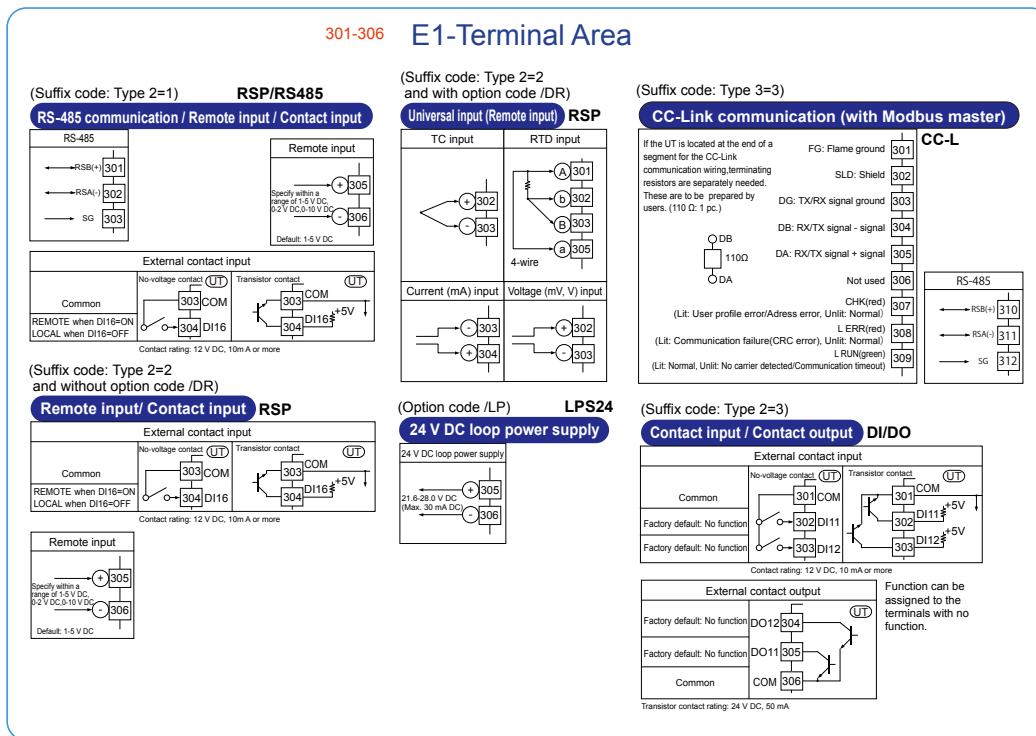 301-306 E1-Terminal Area
(Suffix code: Type 2=1) RSP/RS485
RS-485 communication / Remote input / Contact input
RS-485
RSB(+) 301
RSA(-) 302
SG 303
Remote input
+ 305
Specify within a
range of 1-5 V DC,
0-2 V DC,0-10 V DC
- 306
Default: 1-5 V DC
External contact input
No-voltage contact UT Transistor contact UT
Common 303 COM 303 COM
REMOTE when DI16=ON
LOCAL when DI16=OFF
304 DI16 304 DI16 +5V
Contact rating: 12 V DC, 10m A or more
(Suffix code: Type 2=2
and without option code /DR)
Remote input/ Contact input RSP
External contact input
No-voltage contact UT Transistor contact UT
Common 303 COM 303 COM
REMOTE when DI16=ON
LOCAL when DI16=OFF
304 DI16 304 DI16 +5V
Contact rating: 12 V DC, 10m A or more
Remote input
+ 305
Specify within a
range of 1-5 V DC,
0-2 V DC,0-10 V DC
- 306
Default: 1-5 V DC
(Suffix code: Type 2=2
and with option code /DR)
Universal input (Remote input) RSP
TC input RTD input
+ 302
- 303
A 301
b 302
B 303
a 305
4-wire
Current (mA) input Voltage (mV, V) input
- 303
+ 304
+ 302
- 303
(Option code /LP) LPS24
24 V DC loop power supply
24 V DC loop power supply
+ 305
21.6-28.0 V DC
(Max. 30 mA DC)
- 306
(Suffix code: Type 3=3)
CC-Link communication (with Modbus master)
CC-L
If the UT is located at the end of a
segment for the CC-Link
communication wiring,terminating
resistors are separately needed.
These are to be prepared by
users. (110 Ω: 1 pc.)
DB
110Ω
DA
FG: Flame ground 301
SLD: Shield 302
DG: TX/RX signal ground 303
DB: RX/TX signal - signal 304
DA: RX/TX signal + signal 305
Not used 306
CHK(red) 307
(Lit: User profile error/Adress error, Unlit: Normal)
L ERR(red) 308
(Lit: Communication failure(CRC error), Unlit: Normal)
L RUN(green) 309
(Lit: Normal, Unlit: No carrier detected/Communication timeout)
RS-485
RSB(+) 310
RSA(-) 311
SG 312
(Suffix code: Type 2=3)
Contact input / Contact output DI/DO
External contact input
No-voltage contact UT Transistor contact UT
Common 301 COM 301 COM
Factory default: No function 302 DI11 302 DI11 +5V
Factory default: No function 303 DI12 303 DI12 +5V
Contact rating: 12 V DC, 10 mA or more
External contact output
UT
Factory default: No function DO12 304
Factory default: No function DO11 305
Common COM 306
Transistor contact rating: 24 V DC, 50 mA
Function can be
assigned to the
terminals with no
function.